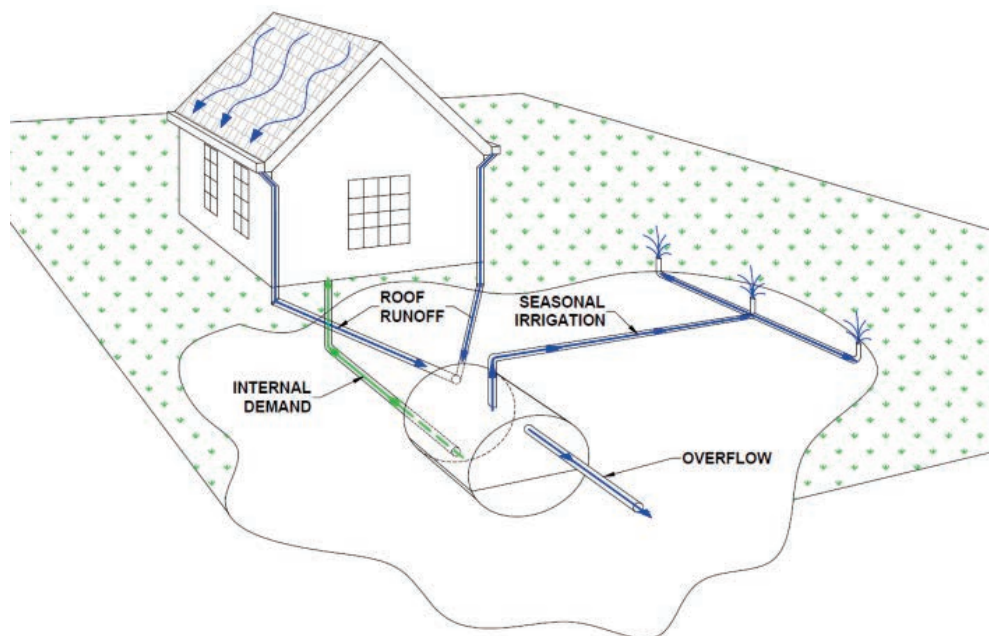 ROOF
RUNOFF
SEASONAL
IRRIGATION
INTERNAL
DEMAND
OVERFLOW